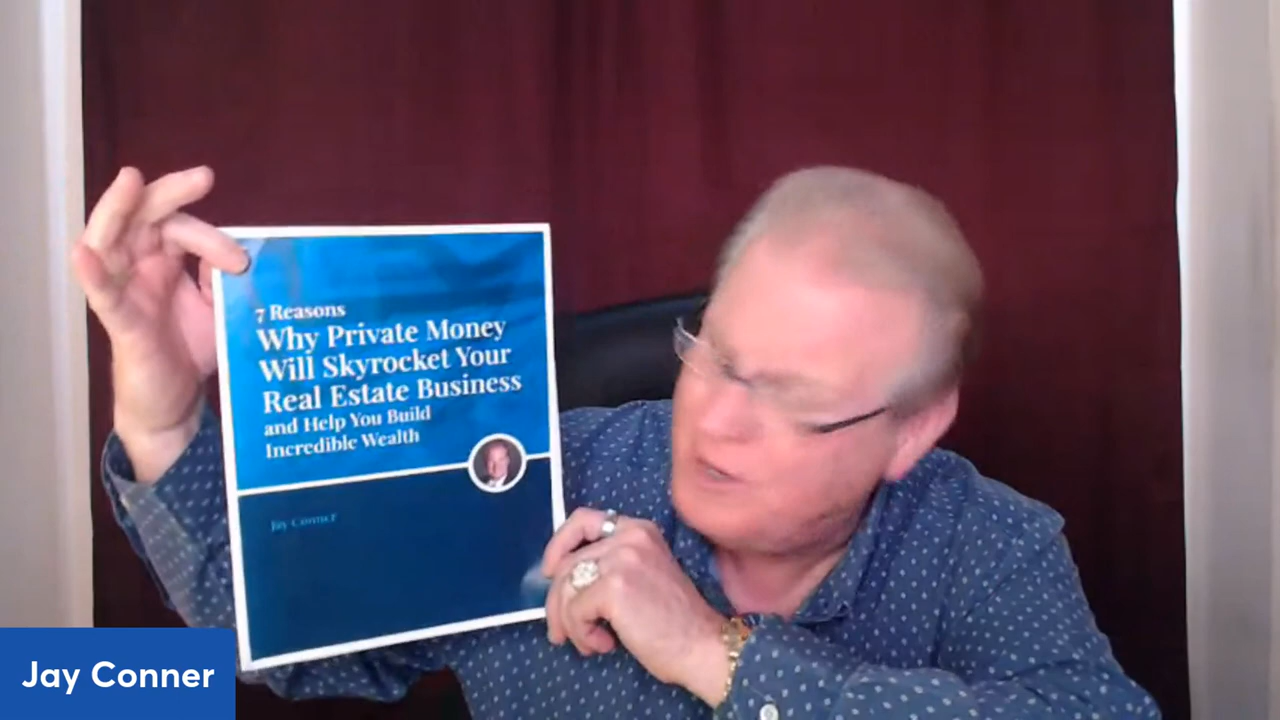 7 Reasons
Why Private Money
Will Skyrocket Your
Real Estate Business
and Help You Build
Incredible Wealth
Jay Conner
Jay Conner